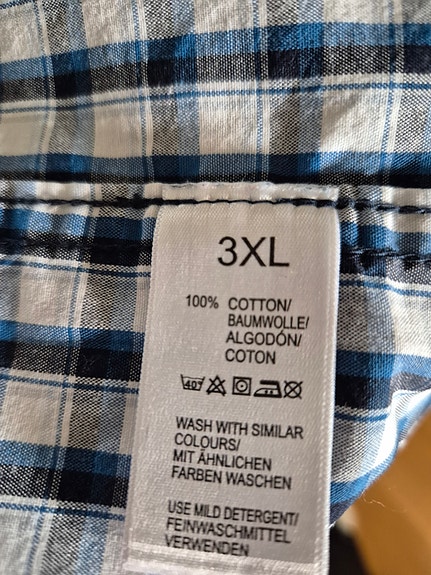 3XL
100% COTTON/
BAUMWOLLE/
ALGODÓN/
COTON
40°
WASH WITH SIMILAR
COLOURS/
MIT ÄHNLICHEN
FARBEN WASCHEN
USE MILD DETERGENT/
FEINWASCHMITTEL
VERWENDEN